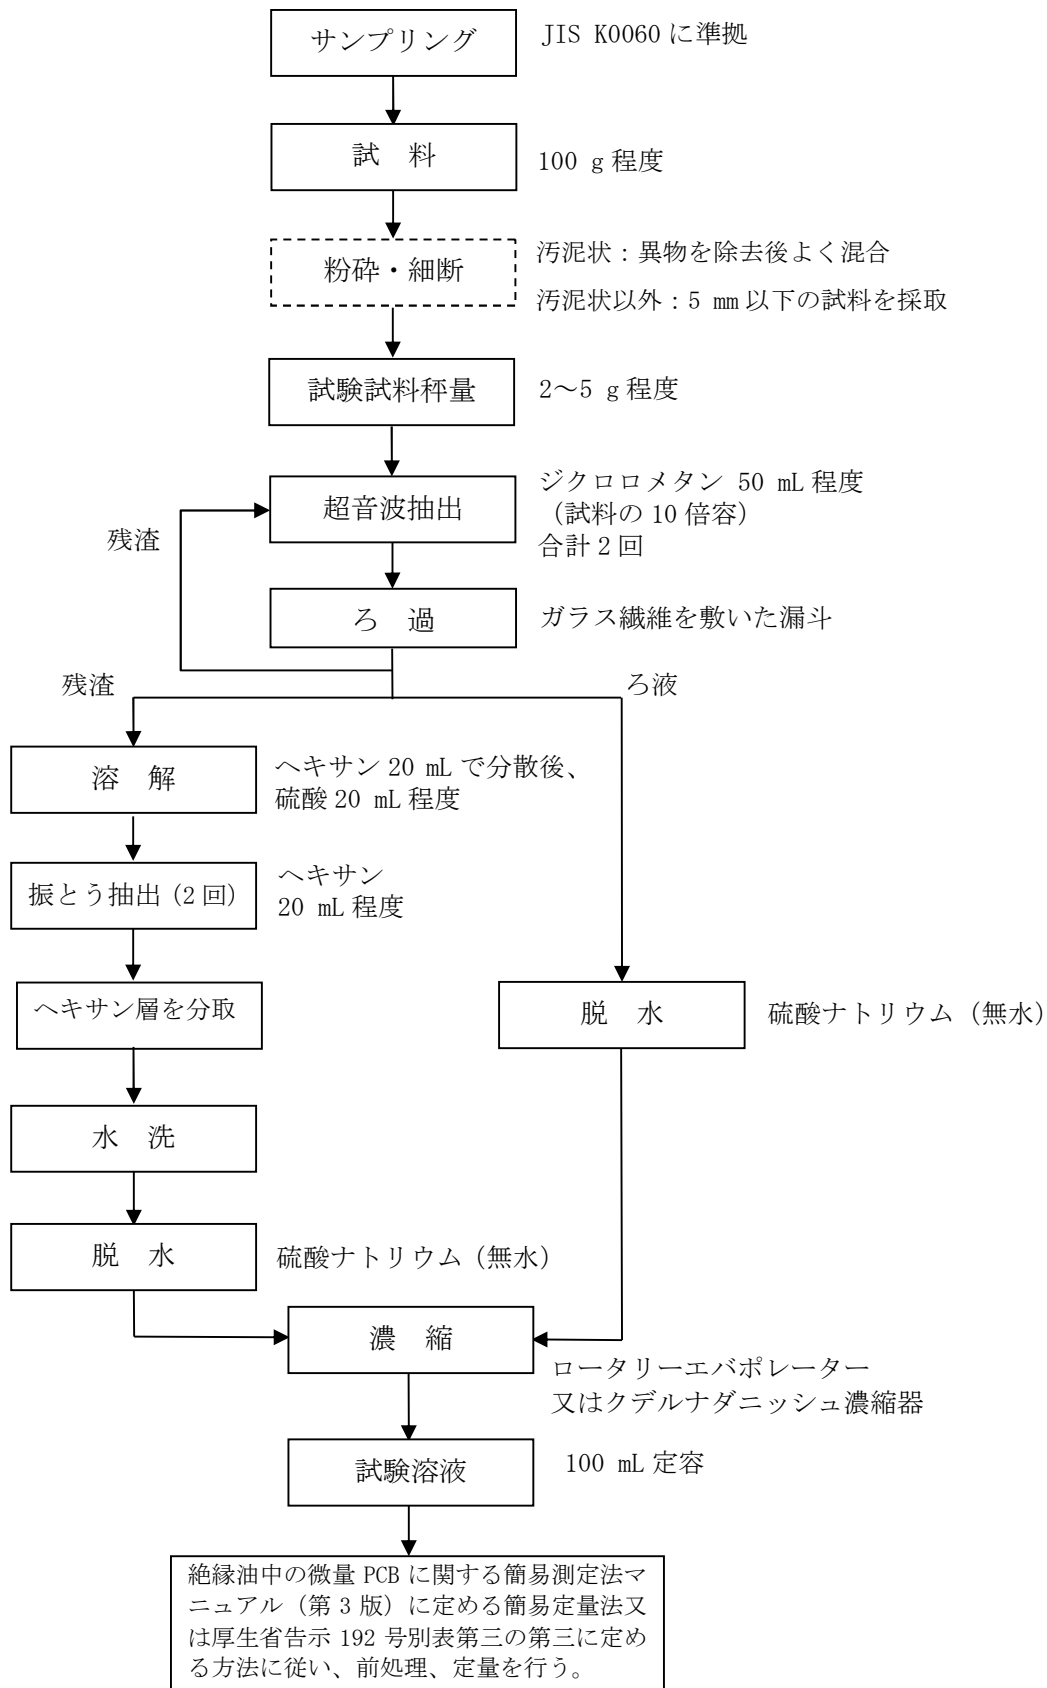 サンプリング
JIS K0060 に準拠
試　料
100 g 程度
粉砕・細断
汚泥状：異物を除去後よく混合
汚泥状以外：5 mm 以下の試料を採取
試験試料秤量
2～5 g 程度
超音波抽出
ジクロロメタン 50 mL 程度
（試料の 10 倍容）
合計 2 回
残渣
ろ　過
ガラス繊維を敷いた漏斗
残渣
ろ液
溶　解
ヘキサン 20 mL で分散後、
硫酸 20 mL 程度
振とう抽出（2 回）
ヘキサン
20 mL 程度
ヘキサン層を分取
脱　水
硫酸ナトリウム（無水）
水　洗
脱　水
硫酸ナトリウム（無水）
濃　縮
ロータリーエバポレーター
又はクデルナダニッシュ濃縮器
試験溶液
100 mL 定容
絶縁油中の微量 PCB に関する簡易測定法マ
ニュアル（第 3 版）に定める簡易定量法又
は厚生省告示 192 号別表第三の第三に定め
る方法に従い、前処理、定量を行う。